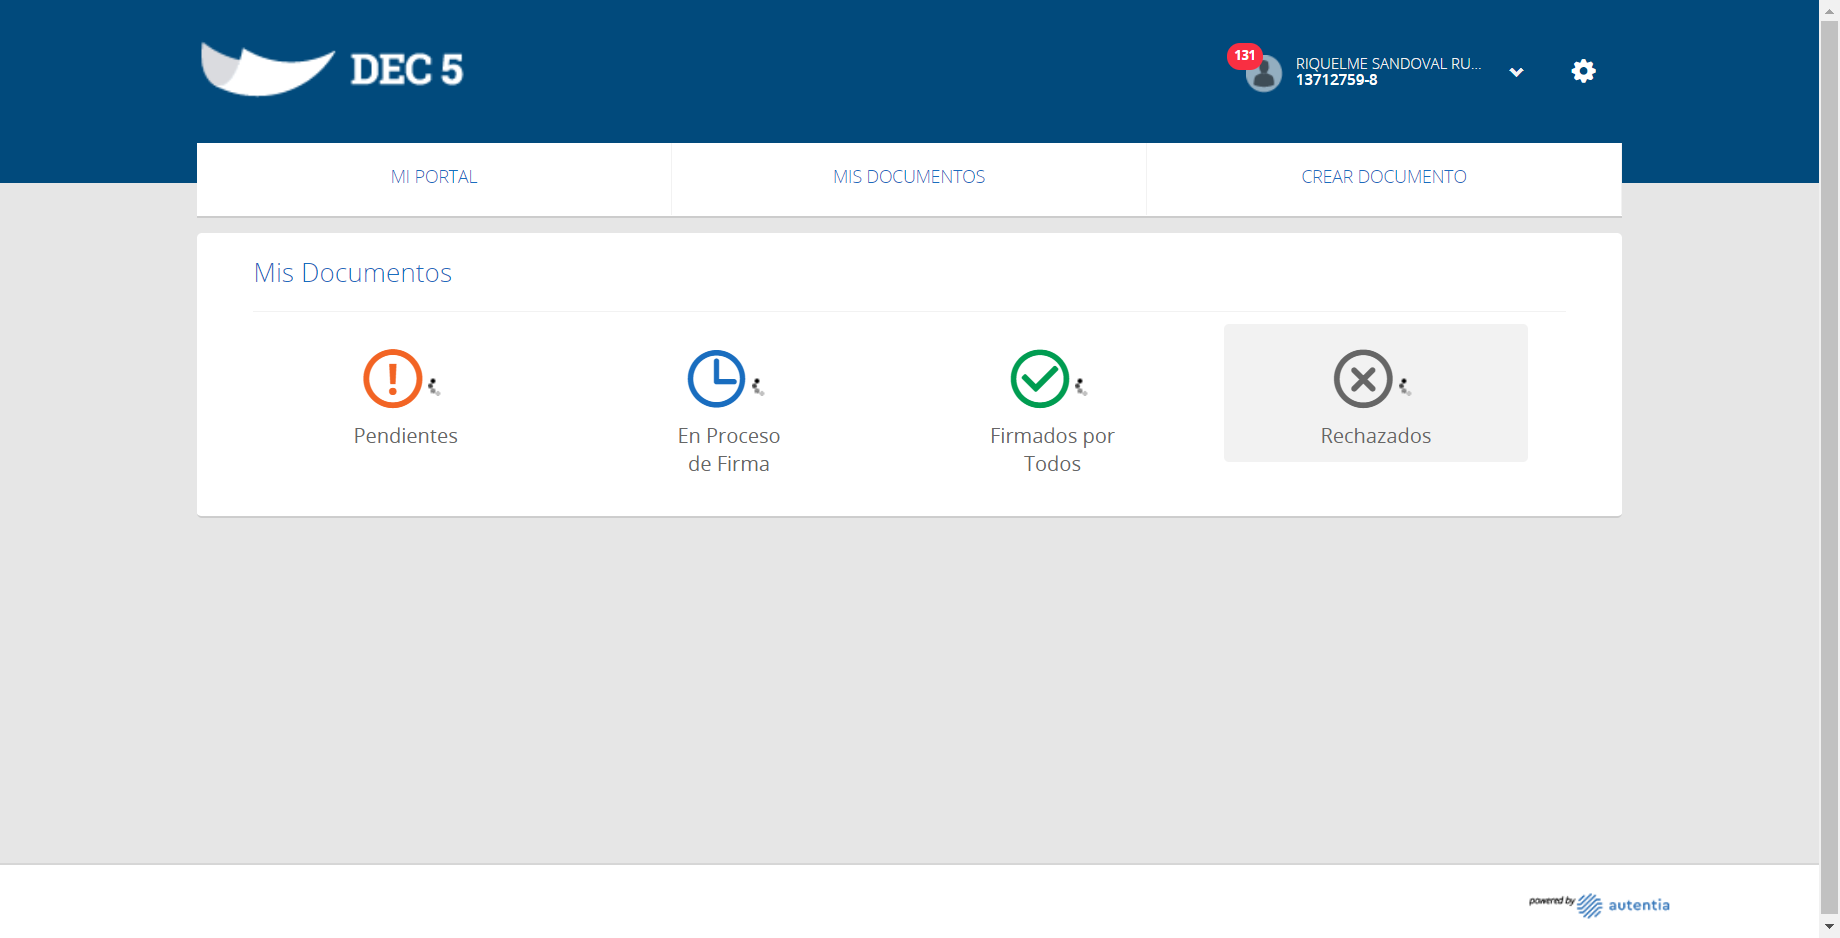 DEC 5
131
RIQUELME SANDOVAL RU...
13712759-8
MI PORTAL
MIS DOCUMENTOS
CREAR DOCUMENTO
Mis Documentos
Pendientes
En Proceso
de Firma
Firmados por
Todos
Rechazados
powered by autentia